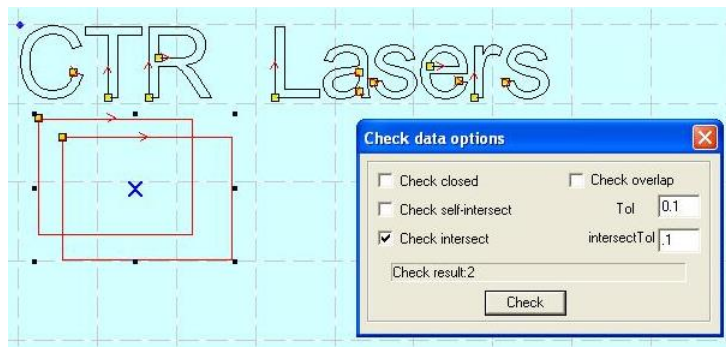 CTR Lasers
Check data options
Check closed
Check overlap
Check self-intersect
Tol 0.1
Check intersect
intersectTol .1
Check result:2
Check